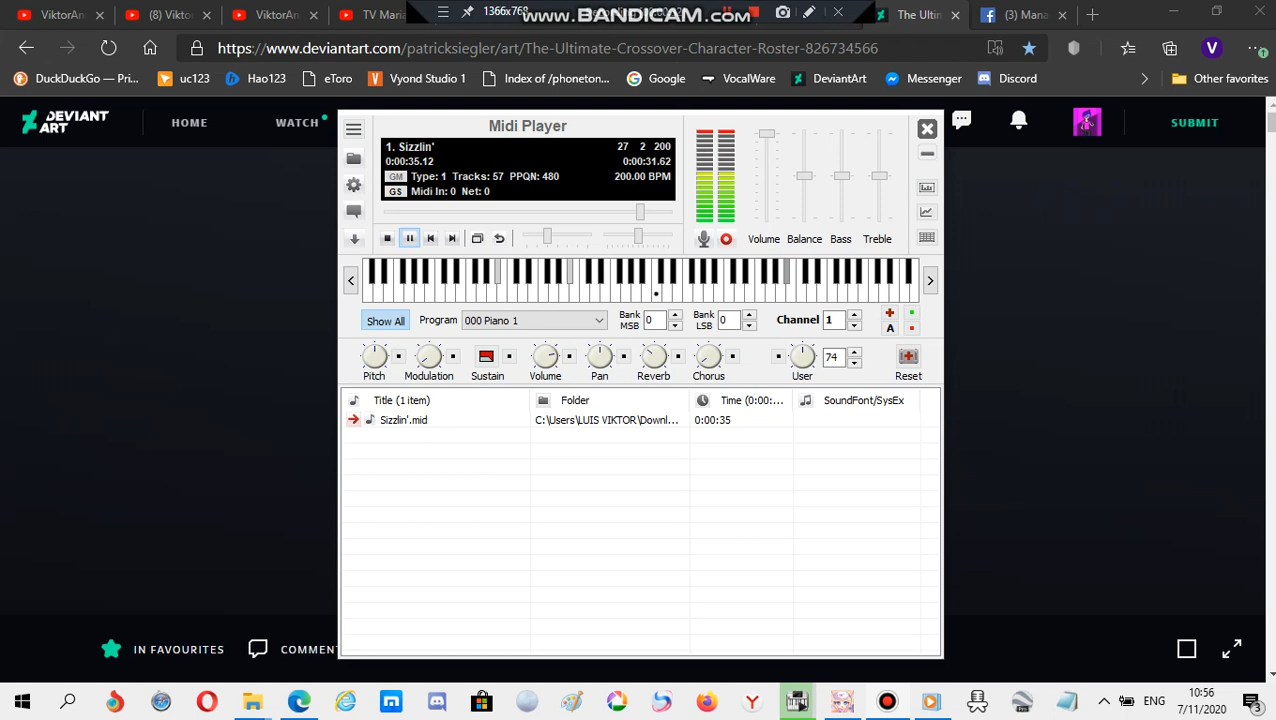 ViktorAn
(8) Vikto
ViktorAn
TV Marie
1366x768
www.BANDICAM.com
The Ultin
(3) Mana
https://www.deviantart.com/patricksiegler/art/The-Ultimate-Crossover-Character-Roster-826734566
V
DuckDuckGo — Pri...
uc123
Hao123
eToro
Vyond Studio 1
Index of /phoneton...
Google
VocalWare
DeviantArt
Messenger
Discord
Other favorites
DEVIANT ART
HOME
WATCH
SUBMIT
Midi Player
1. Sizzlin'
27 2 200
0:00:35.12
0:00:31.62
GM Type: 1 Tracks: 57 PPQN: 480
200.00 BPM
GS Midi In: 0 Net: 0
Volume
Balance
Bass
Treble
Show All
Program
000 Piano 1
Bank MSB
0
Bank LSB
0
Channel
1
A
Pitch
Modulation
Sustain
Volume
Pan
Reverb
Chorus
User
74
Reset
Title (1 item)
Folder
Time (0:00:...
SoundFont/SysEx
Sizzlin'.mid
C:\Users\LUIS VIKTOR\Downl...
0:00:35
IN FAVOURITES
COMMEN
ENG
10:56
7/11/2020
3